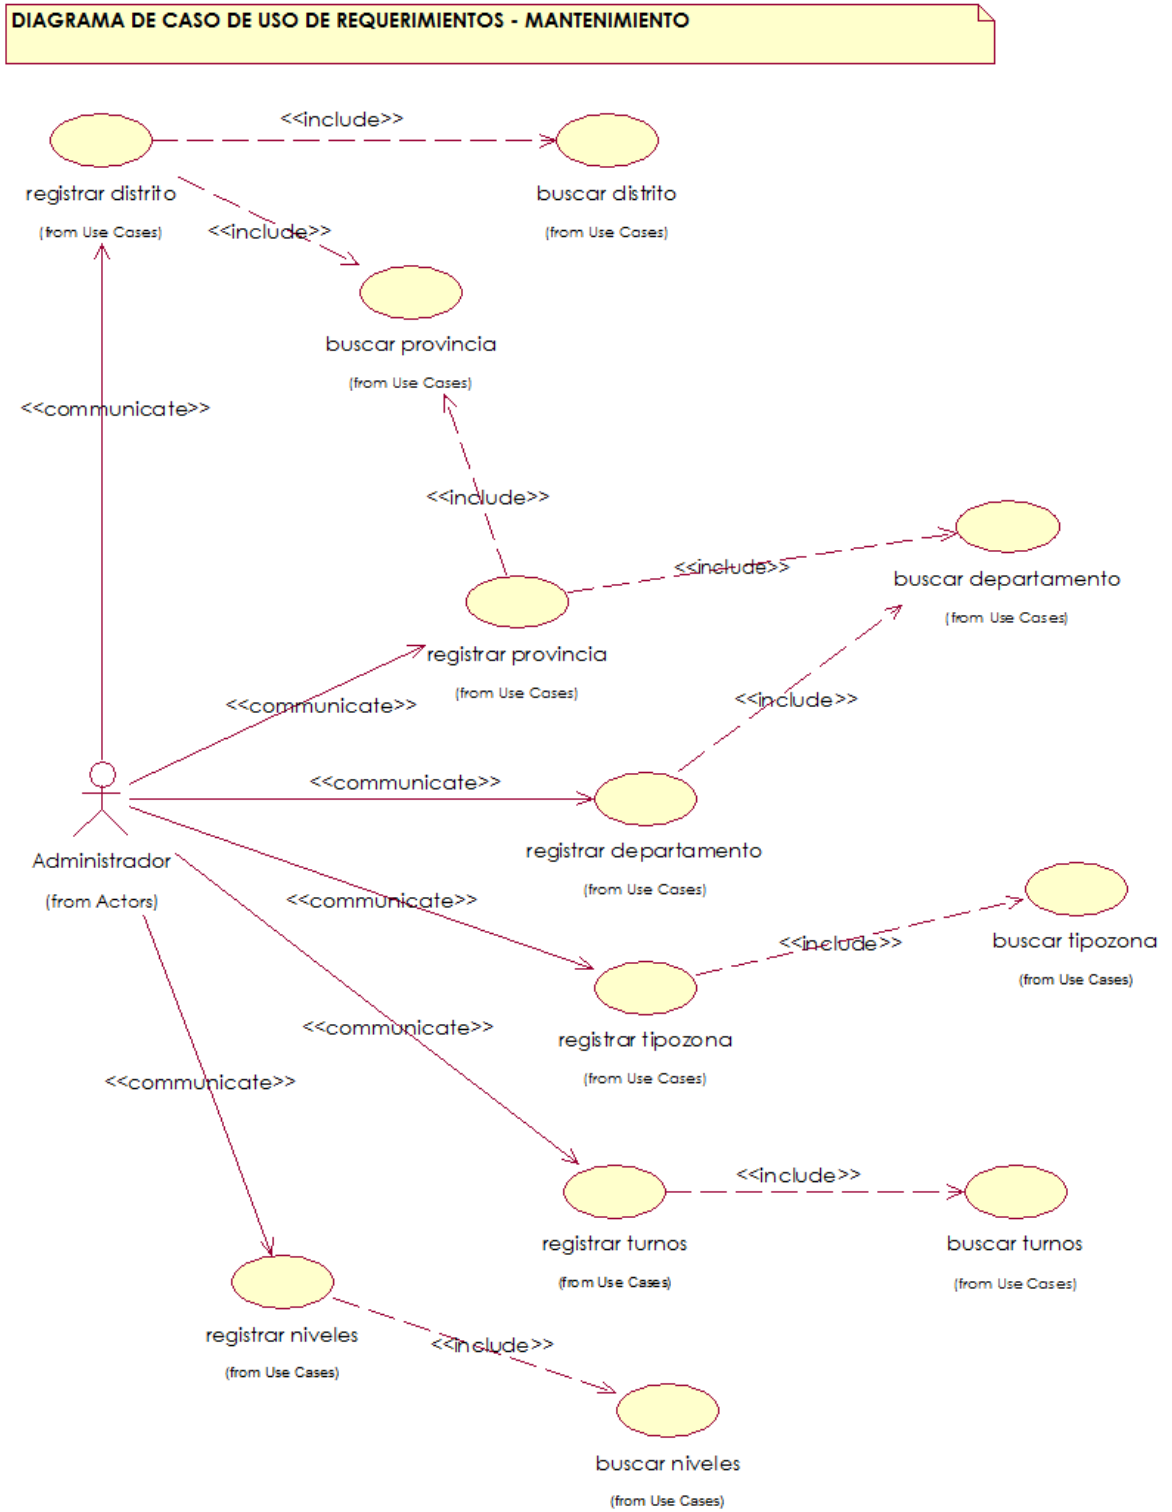 DIAGRAMA DE CASO DE USO DE REQUERIMIENTOS - MANTENIMIENTO
<<include>>
registrar distrito
(from Use Cases)
buscar distrito
(from Use Cases)
<<include>>
buscar provincia
(from Use Cases)
<<communicate>>
<<include>>
<<include>>
buscar departamento
(from Use Cases)
registrar provincia
(from Use Cases)
<<communicate>>
<<include>>
<<communicate>>
registrar departamento
(from Use Cases)
Administrador
(from Actors)
<<communicate>>
<<include>>
buscar tipozona
(from Use Cases)
registrar tipozona
(from Use Cases)
<<communicate>>
<<communicate>>
<<include>>
registrar turnos
(from Use Cases)
buscar turnos
(from Use Cases)
registrar niveles
(from Use Cases)
<<include>>
buscar niveles
(from Use Cases)